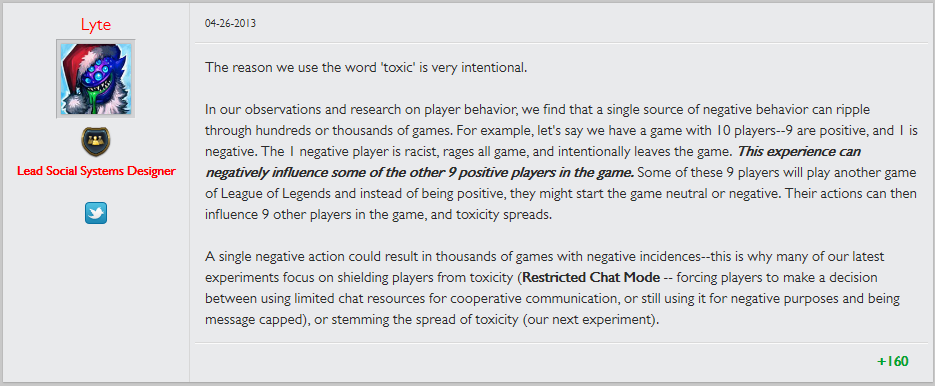 Lyte
04-26-2013
The reason we use the word 'toxic' is very intentional.
In our observations and research on player behavior, we find that a single source of negative behavior can ripple
through hundreds or thousands of games. For example, let's say we have a game with 10 players--9 are positive, and 1 is
negative. The 1 negative player is racist, rages all game, and intentionally leaves the game. This experience can
negatively influence some of the other 9 positive players in the game. Some of these 9 players will play another game
of League of Legends and instead of being positive, they might start the game neutral or negative. Their actions can then
influence 9 other players in the game, and toxicity spreads.
A single negative action could result in thousands of games with negative incidences--this is why many of our latest
experiments focus on shielding players from toxicity (Restricted Chat Mode -- forcing players to make a decision
between using limited chat resources for cooperative communication, or still using it for negative purposes and being
message capped), or stemming the spread of toxicity (our next experiment).
Lead Social Systems Designer
+160